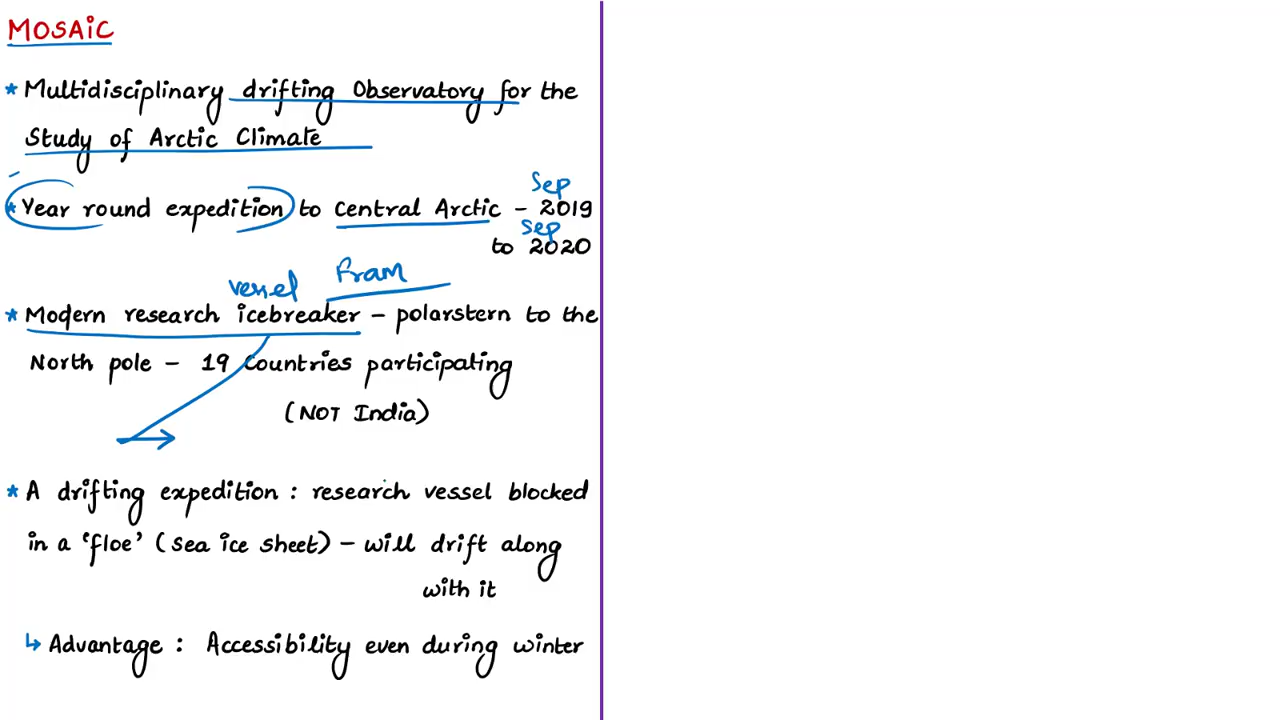 MOSAiC
* Multidisciplinary drifting Observatory for the
Study of Arctic Climate
Sep
* Year round expedition to Central Arctic - 2019
Sep
to 2020
vessel Fram
* Modern research icebreaker - polarstern to the
North pole - 19 Countries participating
(NOT India)
* A drifting expedition : research vessel blocked
in a 'floe' (sea ice sheet) - will drift along
with it
↳ Advantage : Accessibility even during winter